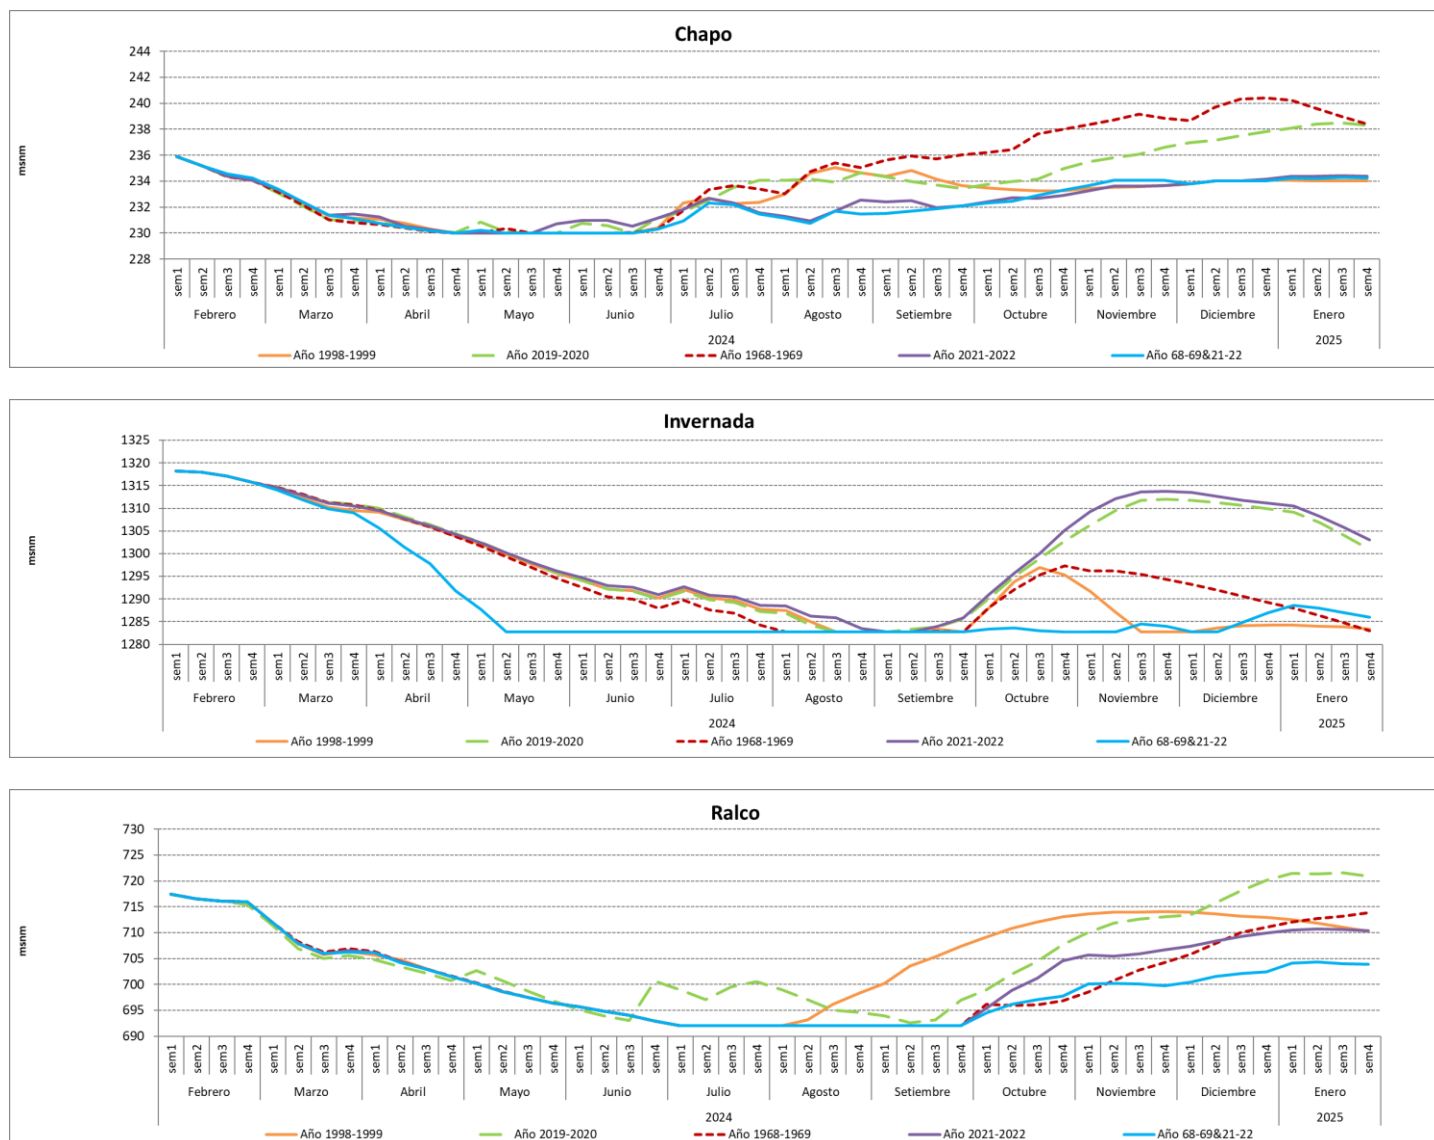 Chapo
244
242
240
238
236
234
232
230
228
msnm
sem1 sem2 sem3 sem4 sem1 sem2 sem3 sem4 sem1 sem2 sem3 sem4 sem1 sem2 sem3 sem4 sem1 sem2 sem3 sem4 sem1 sem2 sem3 sem4 sem1 sem2 sem3 sem4 sem1 sem2 sem3 sem4 sem1 sem2 sem3 sem4 sem1 sem2 sem3 sem4 sem1 sem2 sem3 sem4 sem1 sem2 sem3 sem4
Febrero Marzo Abril Mayo Junio Julio Agosto Setiembre Octubre Noviembre Diciembre Enero
2024 2025
Año 1998-1999 Año 2019-2020 Año 1968-1969 Año 2021-2022 Año 68-69&21-22
Invernada
1325
1320
1315
1310
1305
1300
1295
1290
1285
1280
msnm
sem1 sem2 sem3 sem4 sem1 sem2 sem3 sem4 sem1 sem2 sem3 sem4 sem1 sem2 sem3 sem4 sem1 sem2 sem3 sem4 sem1 sem2 sem3 sem4 sem1 sem2 sem3 sem4 sem1 sem2 sem3 sem4 sem1 sem2 sem3 sem4 sem1 sem2 sem3 sem4 sem1 sem2 sem3 sem4 sem1 sem2 sem3 sem4
Febrero Marzo Abril Mayo Junio Julio Agosto Setiembre Octubre Noviembre Diciembre Enero
2024 2025
Año 1998-1999 Año 2019-2020 Año 1968-1969 Año 2021-2022 Año 68-69&21-22
Ralco
730
725
720
715
710
705
700
695
690
msnm
sem1 sem2 sem3 sem4 sem1 sem2 sem3 sem4 sem1 sem2 sem3 sem4 sem1 sem2 sem3 sem4 sem1 sem2 sem3 sem4 sem1 sem2 sem3 sem4 sem1 sem2 sem3 sem4 sem1 sem2 sem3 sem4 sem1 sem2 sem3 sem4 sem1 sem2 sem3 sem4 sem1 sem2 sem3 sem4 sem1 sem2 sem3 sem4
Febrero Marzo Abril Mayo Junio Julio Agosto Setiembre Octubre Noviembre Diciembre Enero
2024 2025
Año 1998-1999 Año 2019-2020 Año 1968-1969 Año 2021-2022 Año 68-69&21-22